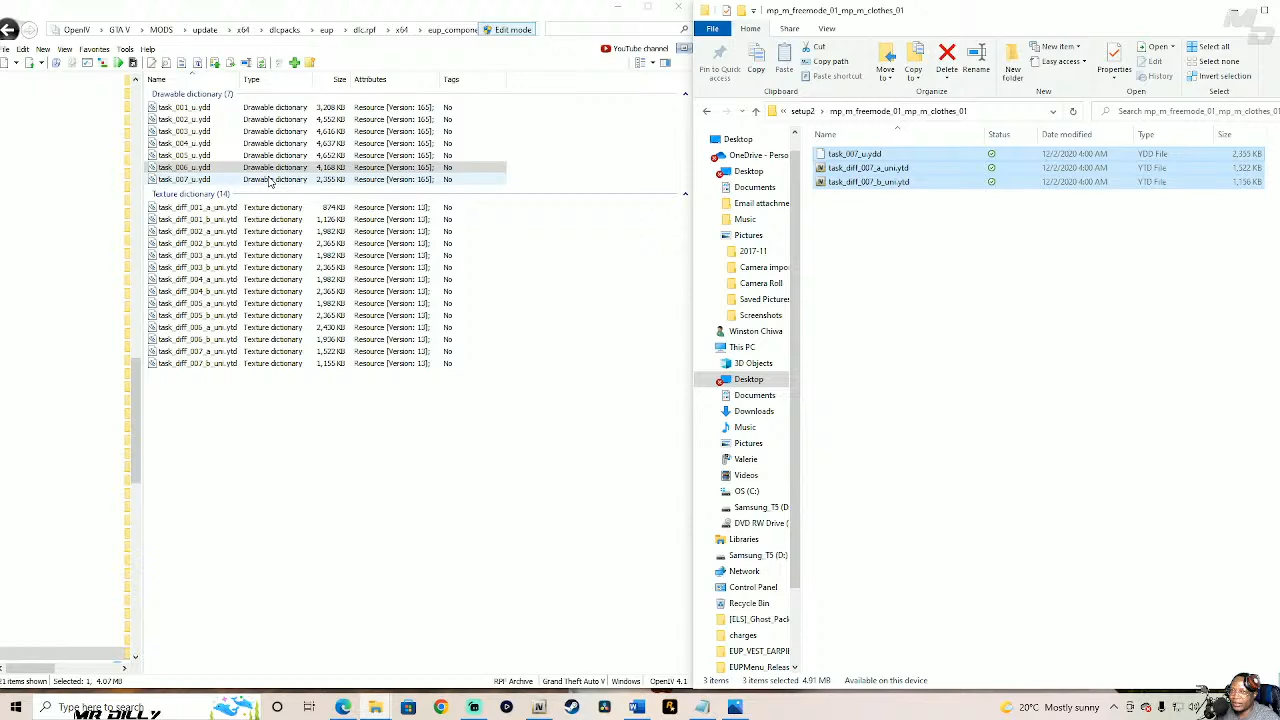 mp_m_freemode_01_mp_m_clothes_01
OpenIV
GTA V
MODS
update
x64
dlcpacks
eup
dlc.rpf
x64
eup_compone
Edit mode
File Home Share View
File Edit New View Favorites Tools Help
YouTube channel
Pin to Quick access
Copy
Paste
Cut
Copy path
Paste shortcut
Move to
Copy to
Delete
Rename
New folder
New item
Easy access
Properties
Open
Edit
History
Select all
Select none
Invert selection
Clipboard Organize New Open Select
setup2 mp_m_freemode_01_mp_m_clothes_01
Search mp_m_freemode_01_mp_m_clothes_01
Name Type Size Attributes Tags
Drawable dictionary (7)
task_001_u.ydd Drawable dictionary 3,208 KB Resource [Version: 165]; No
task_002_u.ydd Drawable dictionary 4,552 KB Resource [Version: 165]; No
task_003_u.ydd Drawable dictionary 4,616 KB Resource [Version: 165]; No
task_004_u.ydd Drawable dictionary 4,637 KB Resource [Version: 165]; No
task_005_u.ydd Drawable dictionary 4,652 KB Resource [Version: 165]; No
task_006_u.ydd Drawable dictionary 4,168 KB Resource [Version: 165]; No
task_007_u.ydd Drawable dictionary 2,355 KB Resource [Version: 165]; No
Texture dictionary (14)
task_diff_001_a_uni.ytd Texture dictionary 874 KB Resource [Version: 13]; No
task_diff_001_b_uni.ytd Texture dictionary 1,126 KB Resource [Version: 13]; No
task_diff_002_a_uni.ytd Texture dictionary 1,982 KB Resource [Version: 13]; No
task_diff_002_b_uni.ytd Texture dictionary 2,365 KB Resource [Version: 13]; No
task_diff_003_a_uni.ytd Texture dictionary 1,982 KB Resource [Version: 13]; No
task_diff_003_b_uni.ytd Texture dictionary 2,365 KB Resource [Version: 13]; No
task_diff_004_a_uni.ytd Texture dictionary 1,982 KB Resource [Version: 13]; No
task_diff_004_b_uni.ytd Texture dictionary 2,365 KB Resource [Version: 13]; No
task_diff_005_a_uni.ytd Texture dictionary 1,982 KB Resource [Version: 13]; No
task_diff_005_b_uni.ytd Texture dictionary 2,365 KB Resource [Version: 13]; No
task_diff_006_a_uni.ytd Texture dictionary 2,430 KB Resource [Version: 13]; No
task_diff_006_b_uni.ytd Texture dictionary 1,936 KB Resource [Version: 13]; No
task_diff_007_a_uni.ytd Texture dictionary 1,522 KB Resource [Version: 13]; No
task_diff_007_b_uni.ytd Texture dictionary 1,155 KB Resource [Version: 13]; No
Desktop
OneDrive - Perso
Desktop
Documents
Email attachme
Music
Pictures
2017-11
Camera impo
Camera Roll
Saved Pictures
Screenshots
Winston Chiwa
This PC
3D Objects
Desktop
Documents
Downloads
Music
Pictures
Valerie
Videos
OS (C:)
Samsung_T5 (D
DVD RW Drive (
Libraries
Samsung_T5 (D:)
Network
Control Panel
Recycle Bin
[ELS]_Ghost_Pack
charges
EUP_VEST_EARPI
EUPMenu_Releas
Name Status Date modified Type Size
task_007_u.ydd 12/2/2020 4:00 AM YDD File 2,355 KB
task_diff_007_a_uni.ytd 12/2/2020 4:00 AM YTD File 1,522 KB
task_diff_007_b_uni.ytd 12/2/2020 4:00 AM YTD File 1,156 KB
21 items shown Selected: 1, 4.07 MB
RPF Archive Grand Theft Auto V Windows OpenIV 4.1
3 items 3 items selected 4.91 MB Available on this device
Type here to search
MR DILLY
20°C Mostly sunny